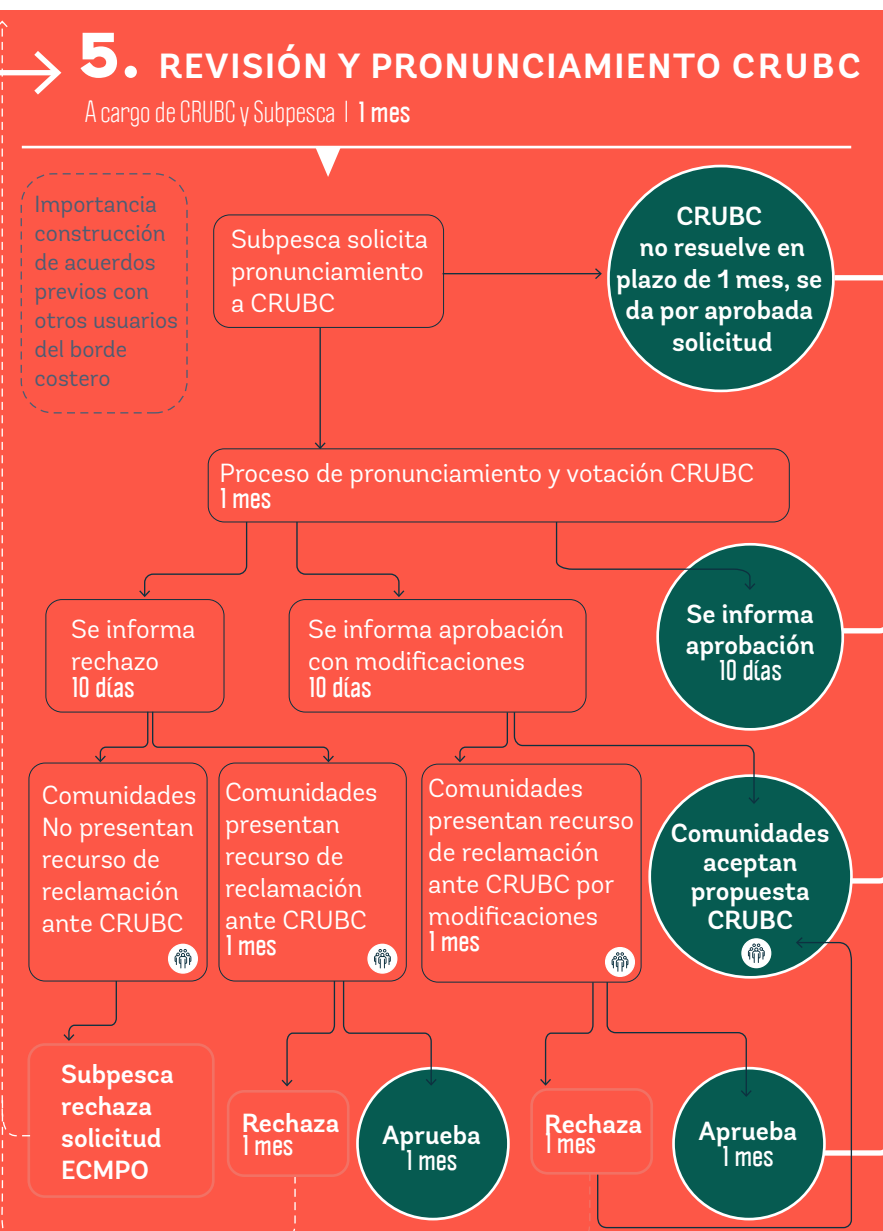 5. REVISIÓN Y PRONUNCIAMIENTO CRUBC
A cargo de CRUBC y Subpesca | 1 mes
Importancia
construcción
de acuerdos
previos con
otros usuarios
del borde
costero
Subpesca solicita
pronunciamiento
a CRUBC
CRUBC
no resuelve en
plazo de 1 mes, se
da por aprobada
solicitud
Proceso de pronunciamiento y votación CRUBC
1 mes
Se informa
rechazo
10 días
Se informa aprobación
con modificaciones
10 días
Se informa
aprobación
10 días
Comunidades
No presentan
recurso de
reclamación
ante CRUBC
Comunidades
presentan
recurso de
reclamación
ante CRUBC
1 mes
Comunidades
presentan recurso
de reclamación
ante CRUBC por
modificaciones
1 mes
Comunidades
aceptan
propuesta
CRUBC
Subpesca
rechaza
solicitud
ECMPO
Rechaza
1 mes
Aprueba
1 mes
Rechaza
1 mes
Aprueba
1 mes